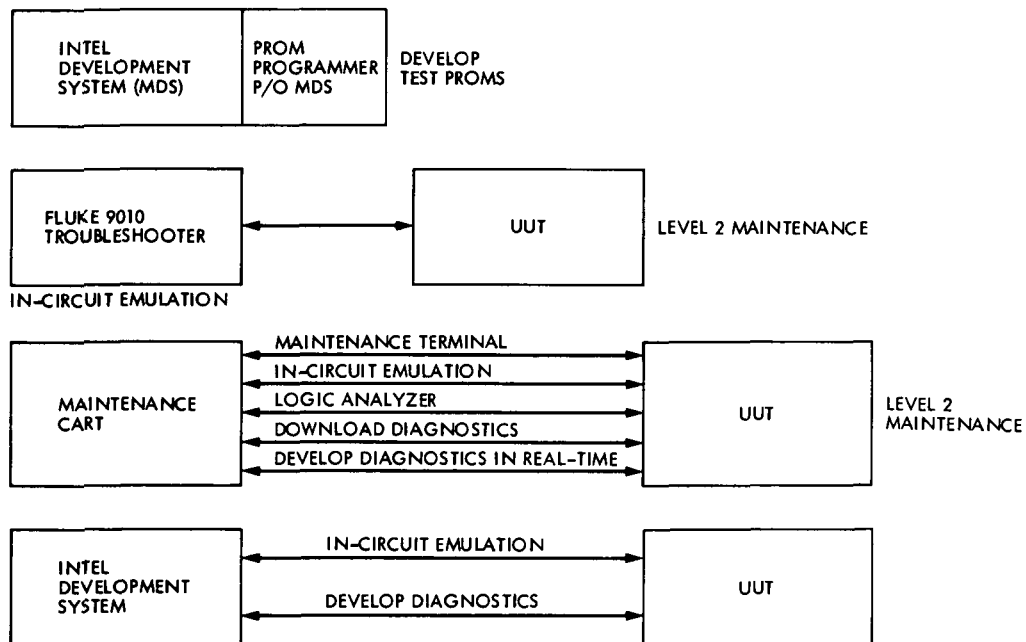 INTEL
DEVELOPMENT
SYSTEM (MDS)
PROM
PROGRAMMER
P/O MDS
DEVELOP
TEST PROMS
FLUKE 9010
TROUBLESHOOTER
UUT
LEVEL 2 MAINTENANCE
IN-CIRCUIT EMULATION
MAINTENANCE
CART
MAINTENANCE TERMINAL
IN-CIRCUIT EMULATION
LOGIC ANALYZER
DOWNLOAD DIAGNOSTICS
DEVELOP DIAGNOSTICS IN REAL-TIME
UUT
LEVEL 2
MAINTENANCE
INTEL
DEVELOPMENT
SYSTEM
IN-CIRCUIT EMULATION
DEVELOP DIAGNOSTICS
UUT